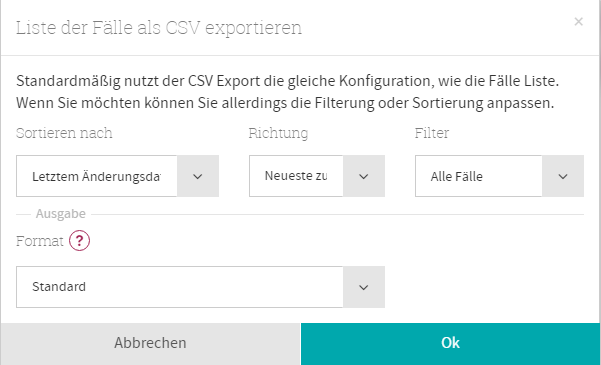 Liste der Fälle als CSV exportieren
×
Standardmäßig nutzt der CSV Export die gleiche Konfiguration, wie die Fälle Liste.
Wenn Sie möchten können Sie allerdings die Filterung oder Sortierung anpassen.
Sortieren nach Richtung Filter
Letztem Änderungsda Neueste zu Alle Fälle
Ausgabe
Format ?
Standard
Abbrechen Ok